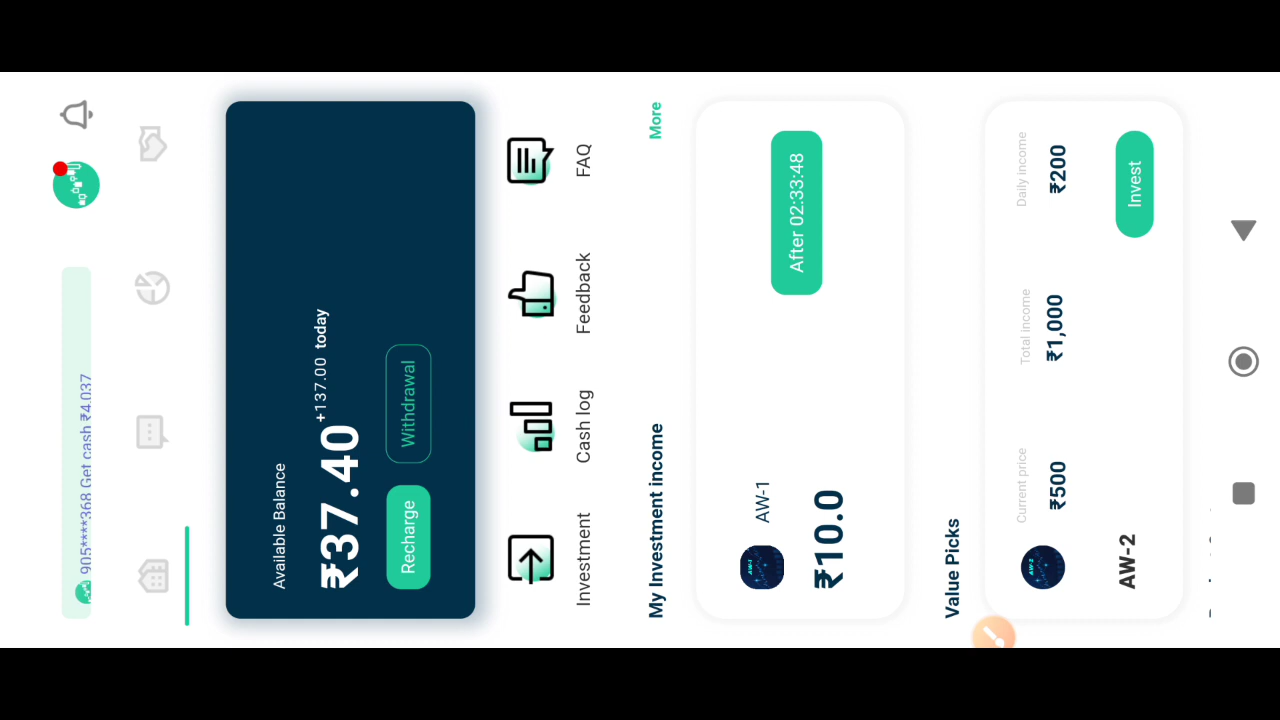 905****368 Get cash ₹4.037
Available Balance
₹37.40 +137.00 today
Recharge Withdrawal
Investment Cash log Feedback FAQ
My Investment income More
AW-1
₹10.0 After 02:33:48
Value Picks
Current price Total income Daily income
₹500 ₹1,000 ₹200
AW-2 Invest